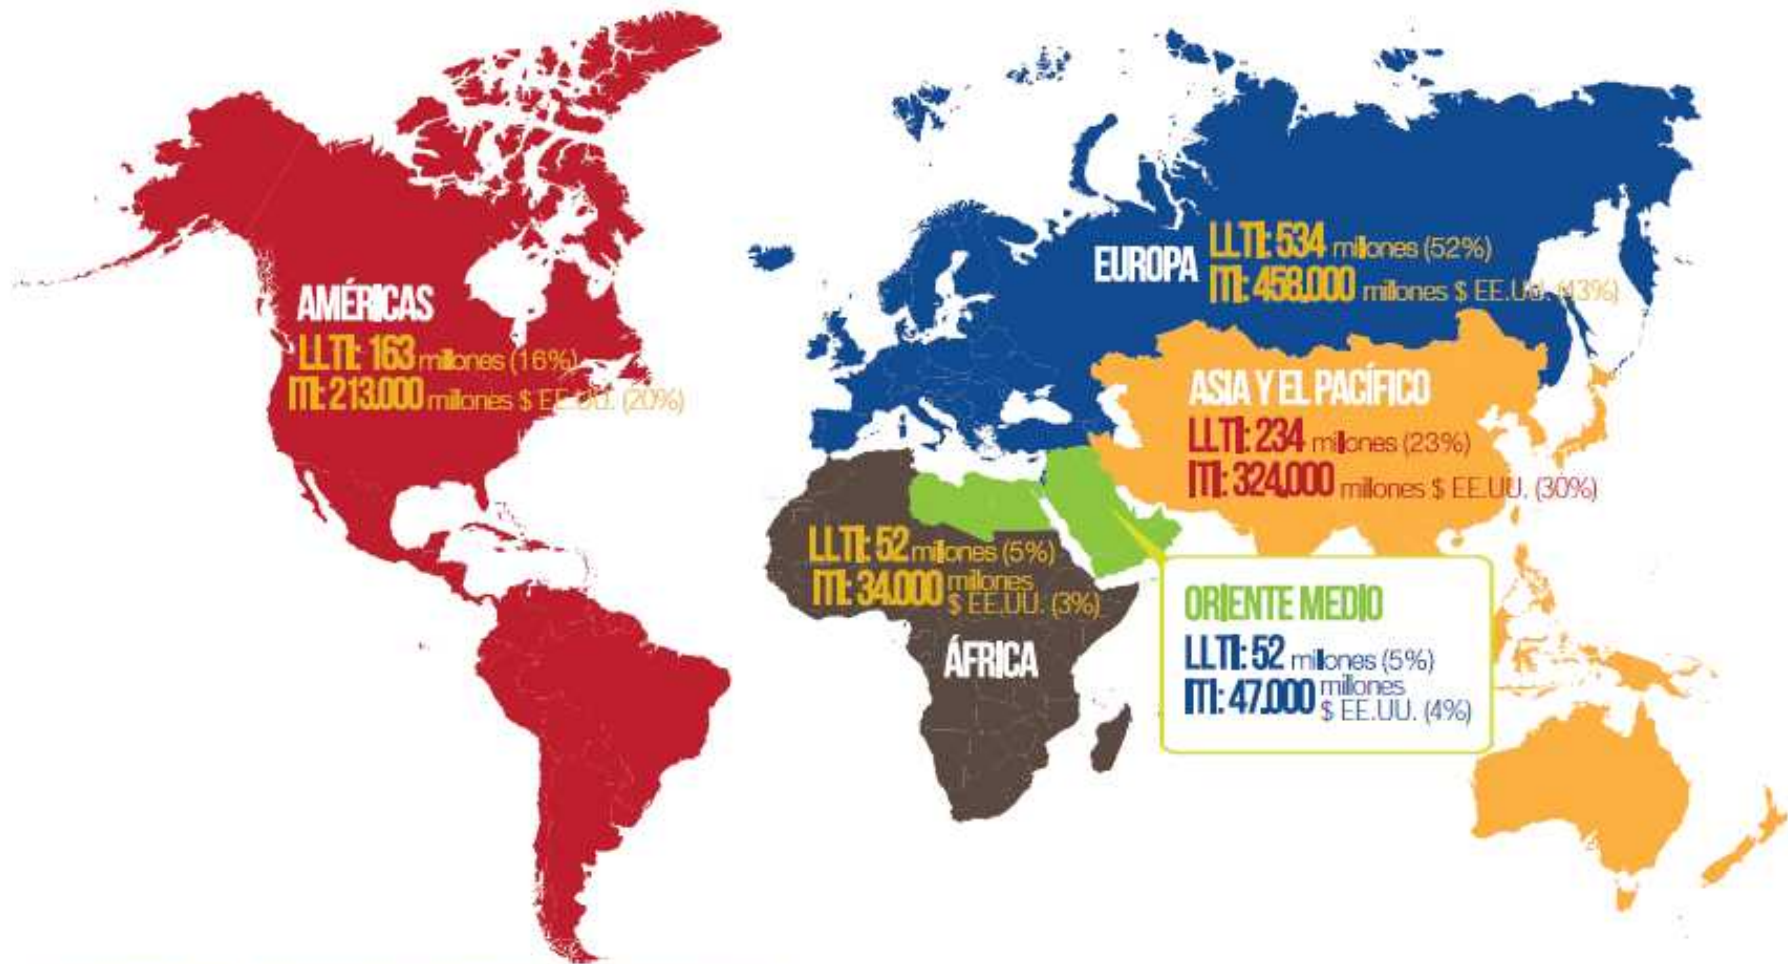 AMÉRICAS
LLTI: 163 millones (16%)
ITI: 213.000 millones $ EE.UU. (20%)
EUROPA
LLTI: 534 millones (52%)
ITI: 458.000 millones $ EE.UU. (43%)
ASIA Y EL PACÍFICO
LLTI: 234 millones (23%)
ITI: 324.000 millones $ EE.UU. (30%)
LLTI: 52 millones (5%)
ITI: 34.000 millones
$ EE.UU. (3%)
ÁFRICA
ORIENTE MEDIO
LLTI: 52 millones (5%)
ITI: 47.000 millones
$ EE.UU. (4%)